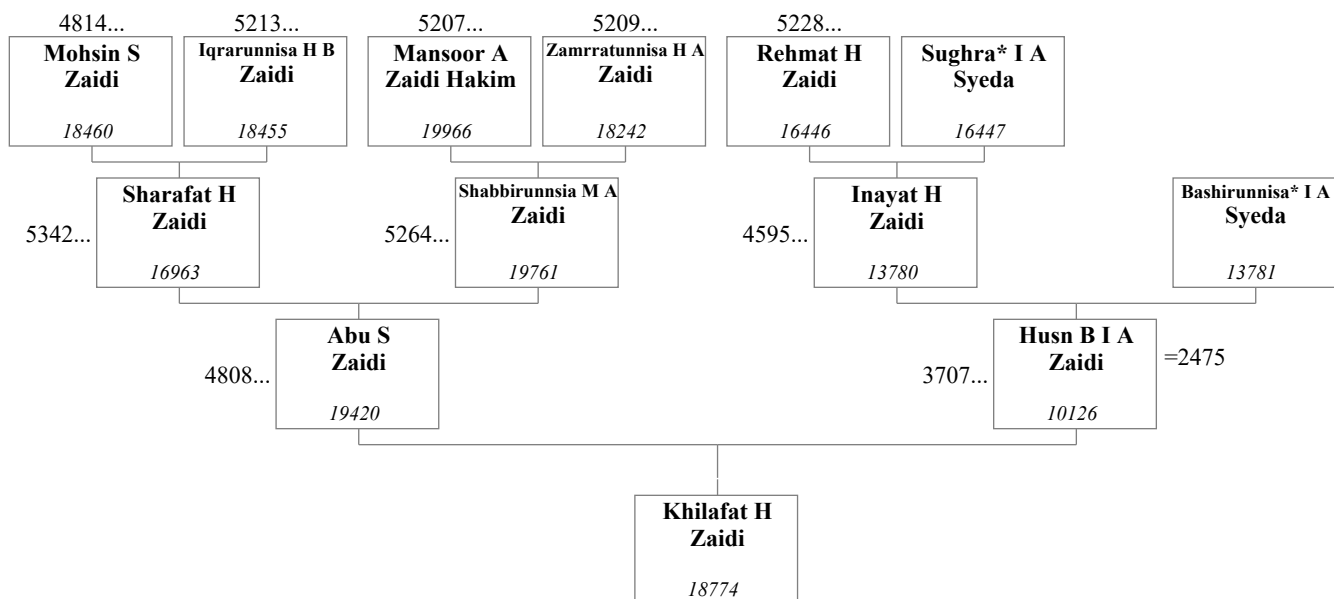 4814... 5213... 5207... 5209... 5228...
Mohsin S Iqrarunnisa H B Mansoor A Zamrratunnisa H A Rehmat H Sughra* I A
Zaidi Zaidi Zaidi Hakim Zaidi Zaidi Syeda
18460 18455 19966 18242 16446 16447
Sharafat H Shabbirunnsia M A Inayat H Bashirunnisa* I A
Zaidi Zaidi Zaidi Syeda
5342... 5264... 4595...
16963 19761 13780 13781
Abu S Husn B I A
Zaidi Zaidi =2475
4808... 3707...
19420 10126
Khilafat H
Zaidi
18774